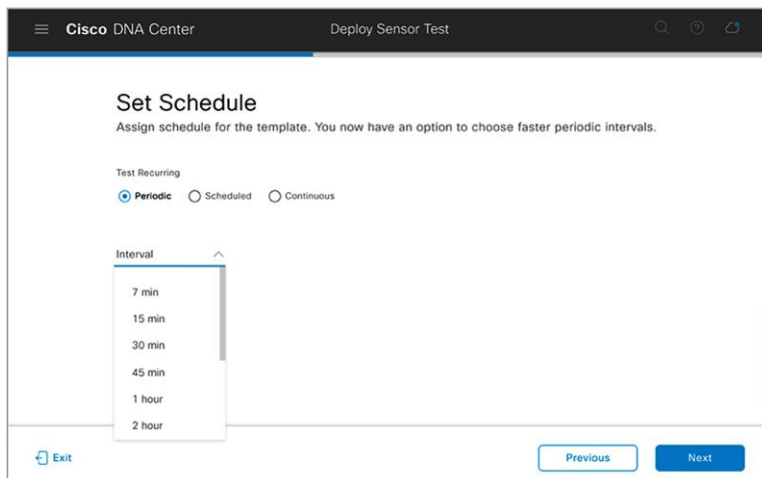 Cisco DNA Center
Deploy Sensor Test
Set Schedule
Assign schedule for the template. You now have an option to choose faster periodic intervals.
Test Recurring
Periodic Scheduled Continuous
Interval
7 min
15 min
30 min
45 min
1 hour
2 hour
Exit
Previous
Next